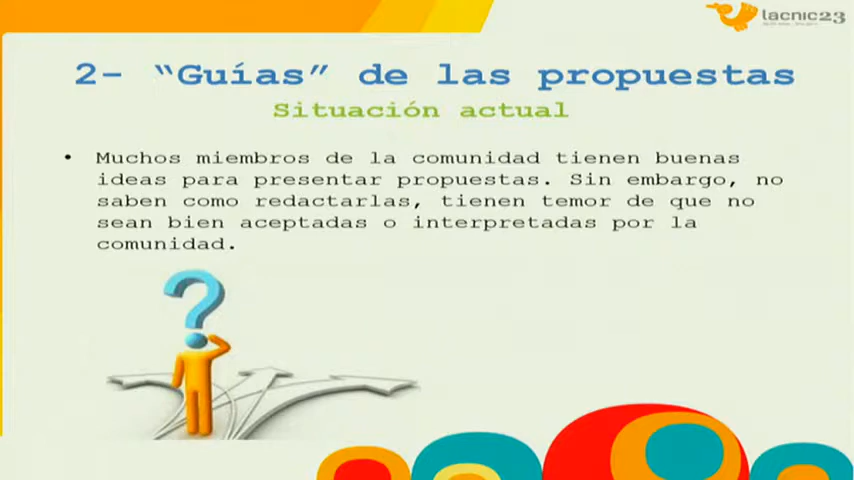 lacnic23
2- “Guías” de las propuestas
Situación actual
• Muchos miembros de la comunidad tienen buenas
ideas para presentar propuestas. Sin embargo, no
saben como redactarlas, tienen temor de que no
sean bien aceptadas o interpretadas por la
comunidad.
?